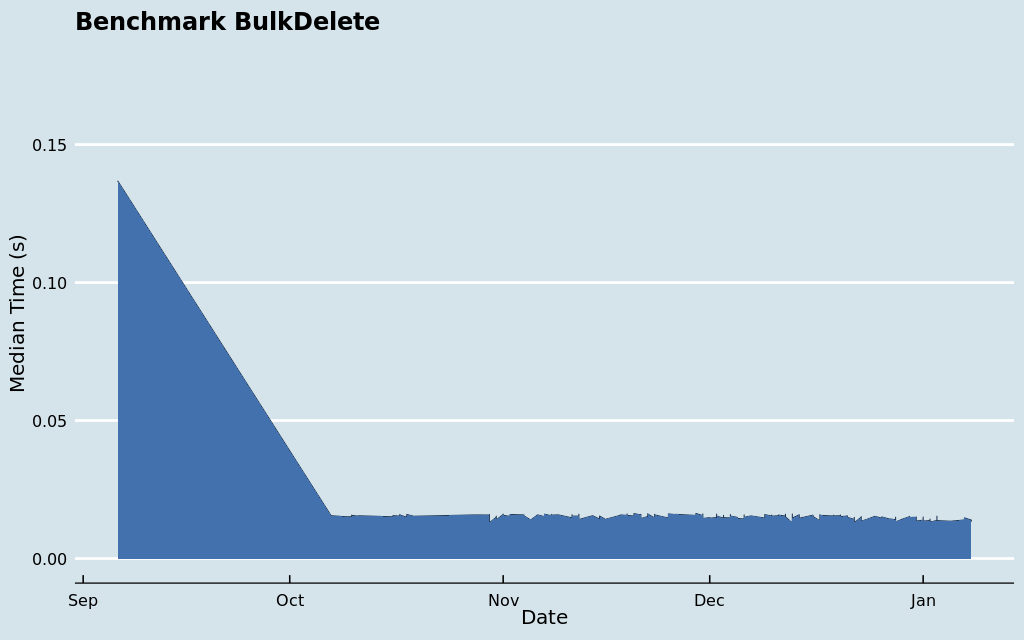 Benchmark BulkDelete
Median Time (s)
0.15
0.10
0.05
0.00
Sep Oct Nov Dec Jan
Date